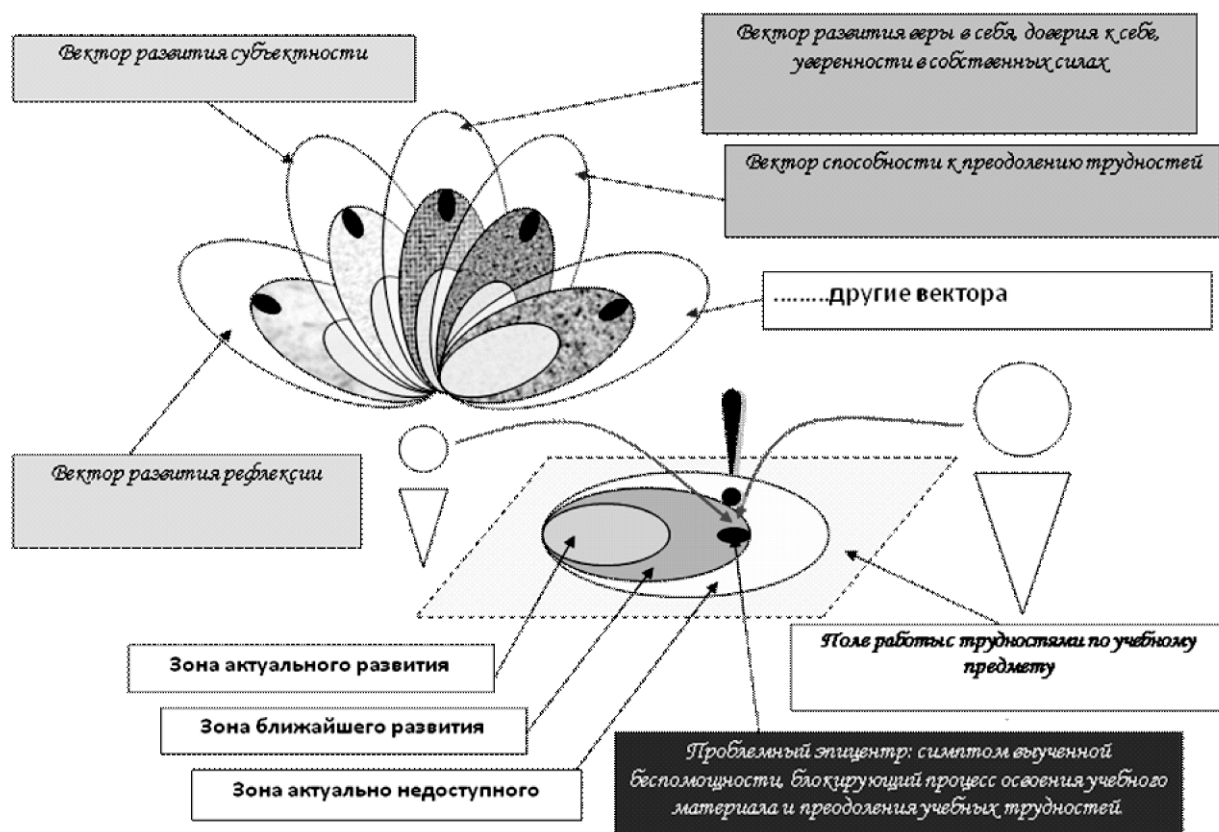 Вектор развития субъектности
Вектор развития веры в себя, доверия к себе,
уверенности в собственных силах
Вектор способности к преодолению трудностей
.........другие вектора
Вектор развития рефлексии
Поле работы с трудностями по учебному
предмету
Зона актуального развития
Зона ближайшего развития
Зона актуально недоступного
Проблемный эпицентр: симптом выученной
беспомощности, блокирующий процесс освоения учебного
материала и преодоления учебных трудностей.